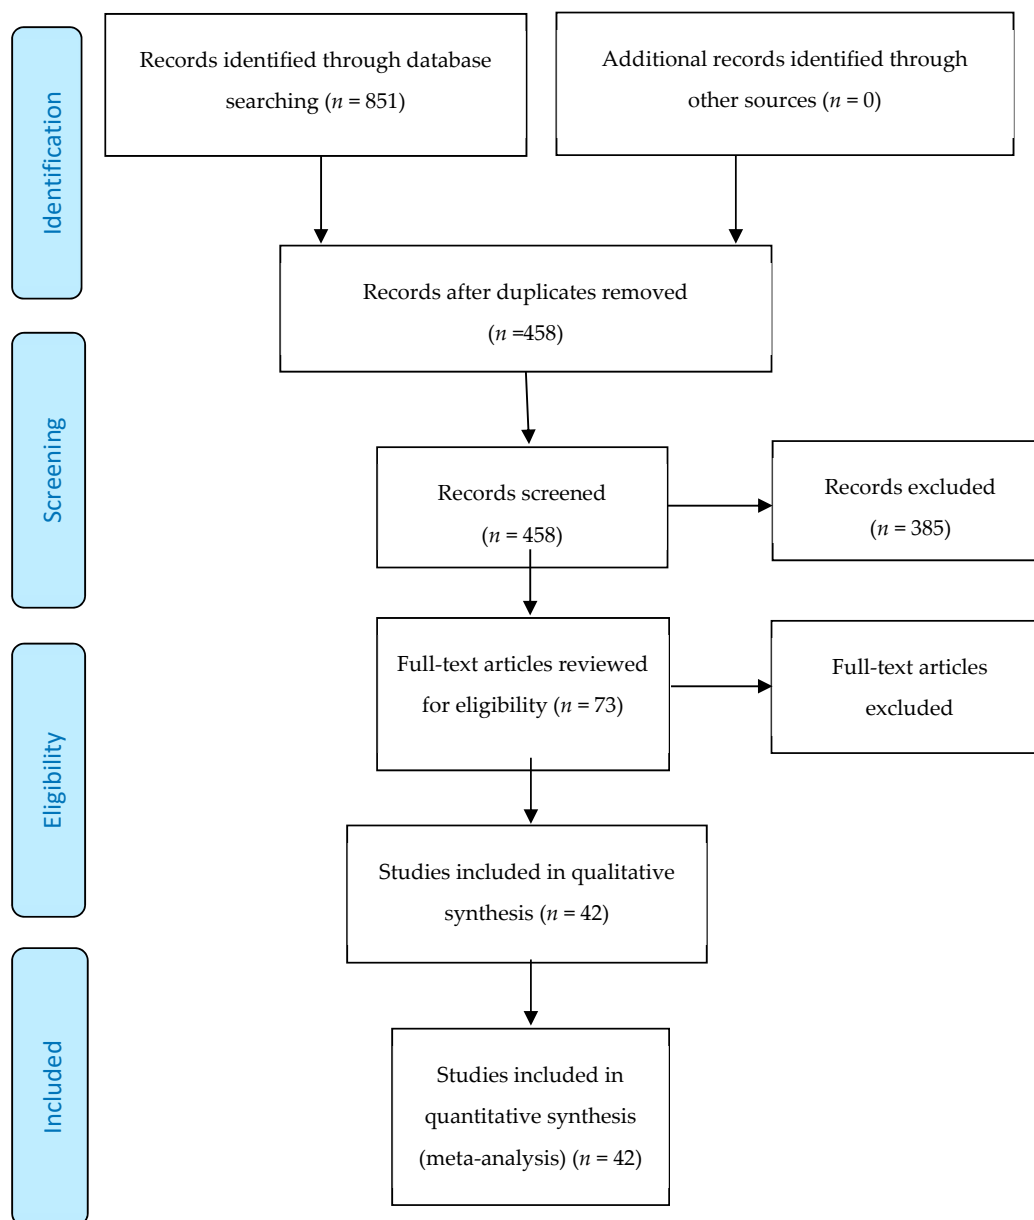 Identification
Records identified through database
searching (n = 851)
Additional records identified through
other sources (n = 0)
Records after duplicates removed
(n =458)
Screening
Records screened
(n = 458)
Records excluded
(n = 385)
Eligibility
Full-text articles reviewed
for eligibility (n = 73)
Full-text articles
excluded
Studies included in qualitative
synthesis (n = 42)
Included
Studies included in
quantitative synthesis
(meta-analysis) (n = 42)